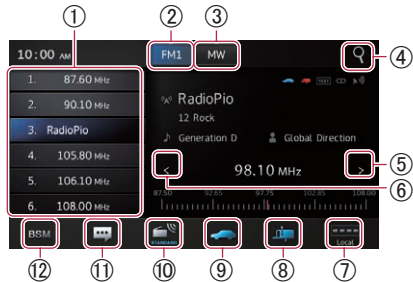 ① ② ③
10:00 AM FM1 MW ④
1. 87.60 MHz
2. 90.10 MHz
3. RadioPio
4. 105.80 MHz
5. 106.10 MHz
6. 108.00 MHz
TEXT
RadioPio
12 Rock
Generation D Global Direction
< 98.10 MHz > ⑤
⑥
87.50 92.65 97.75 102.85 108.00
BSM STANDARD Local
⑫ ⑪ ⑩ ⑨ ⑧ ⑦